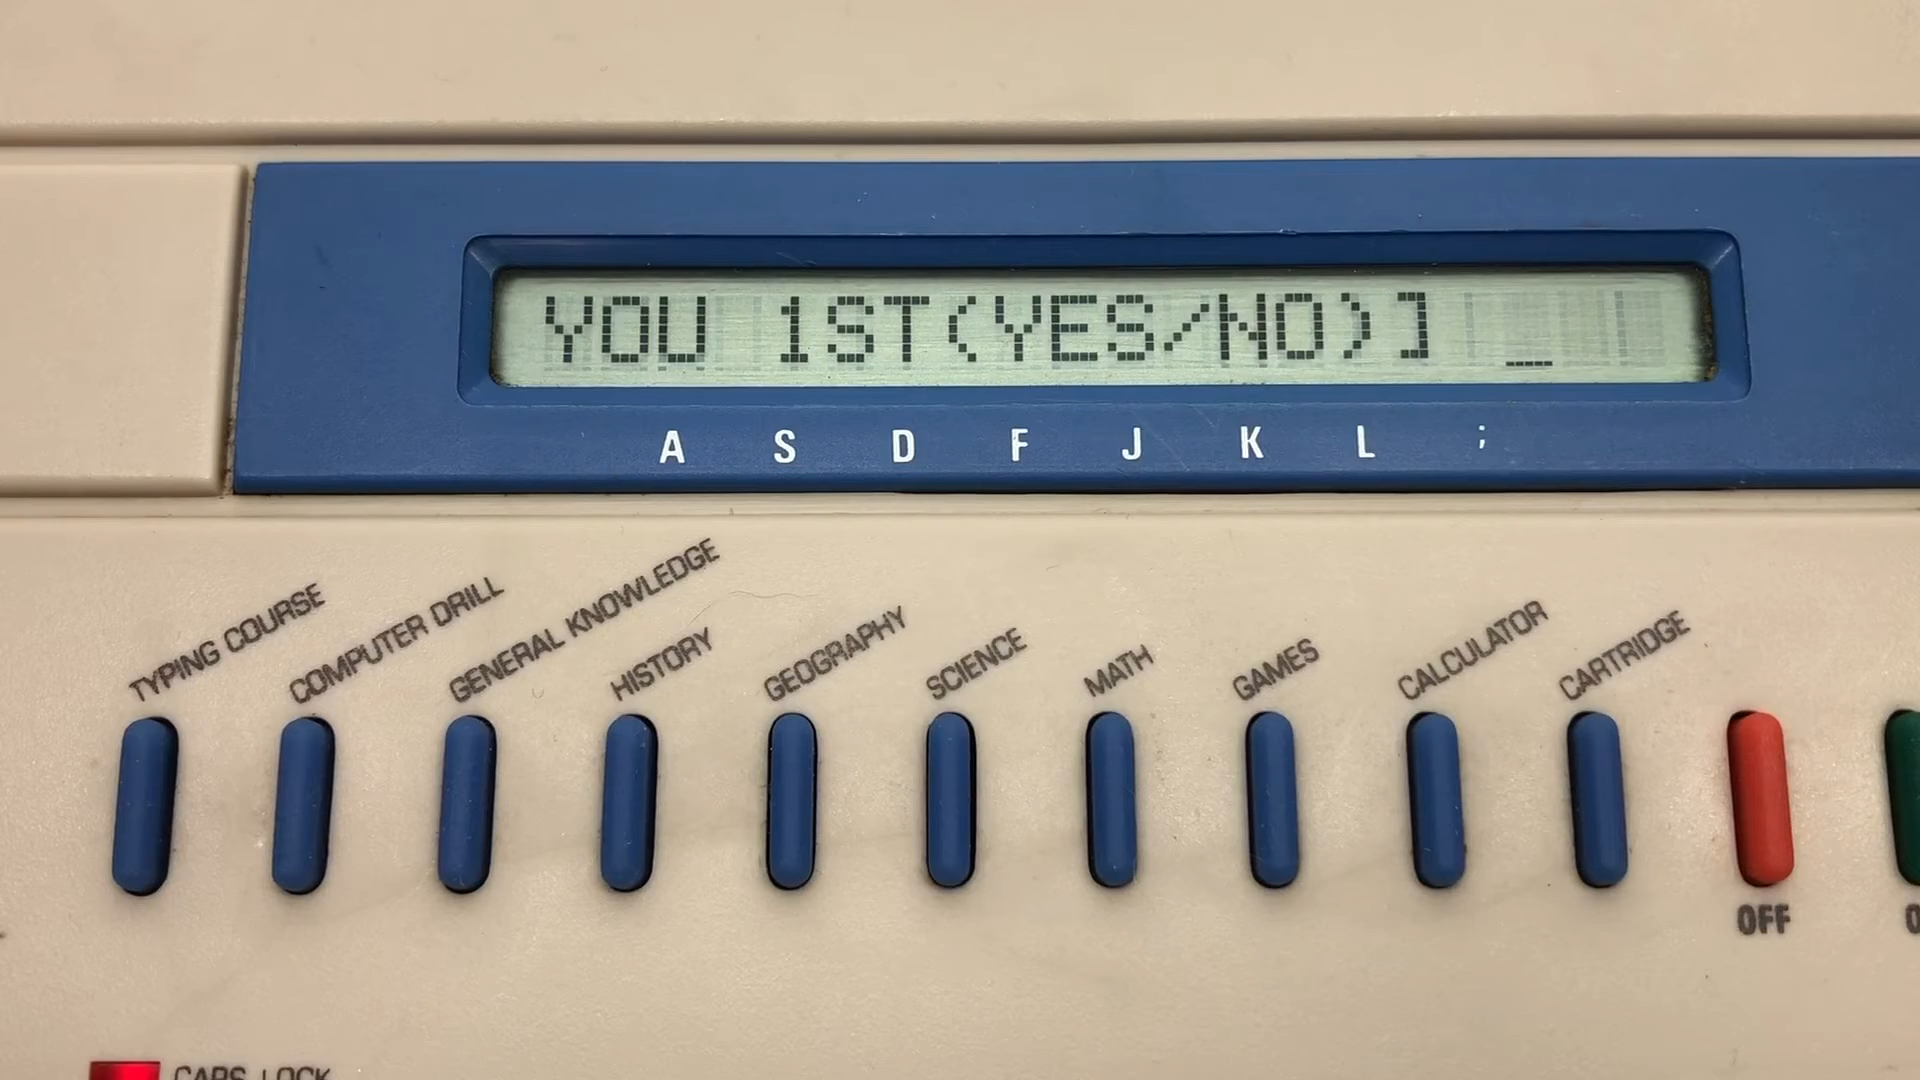 YOU 1ST(YES/NO)] _
A S D F J K L ;
TYPING COURSE
COMPUTER DRILL
GENERAL KNOWLEDGE
HISTORY
GEOGRAPHY
SCIENCE
MATH
GAMES
CALCULATOR
CARTRIDGE
OFF
CAPS LOCK